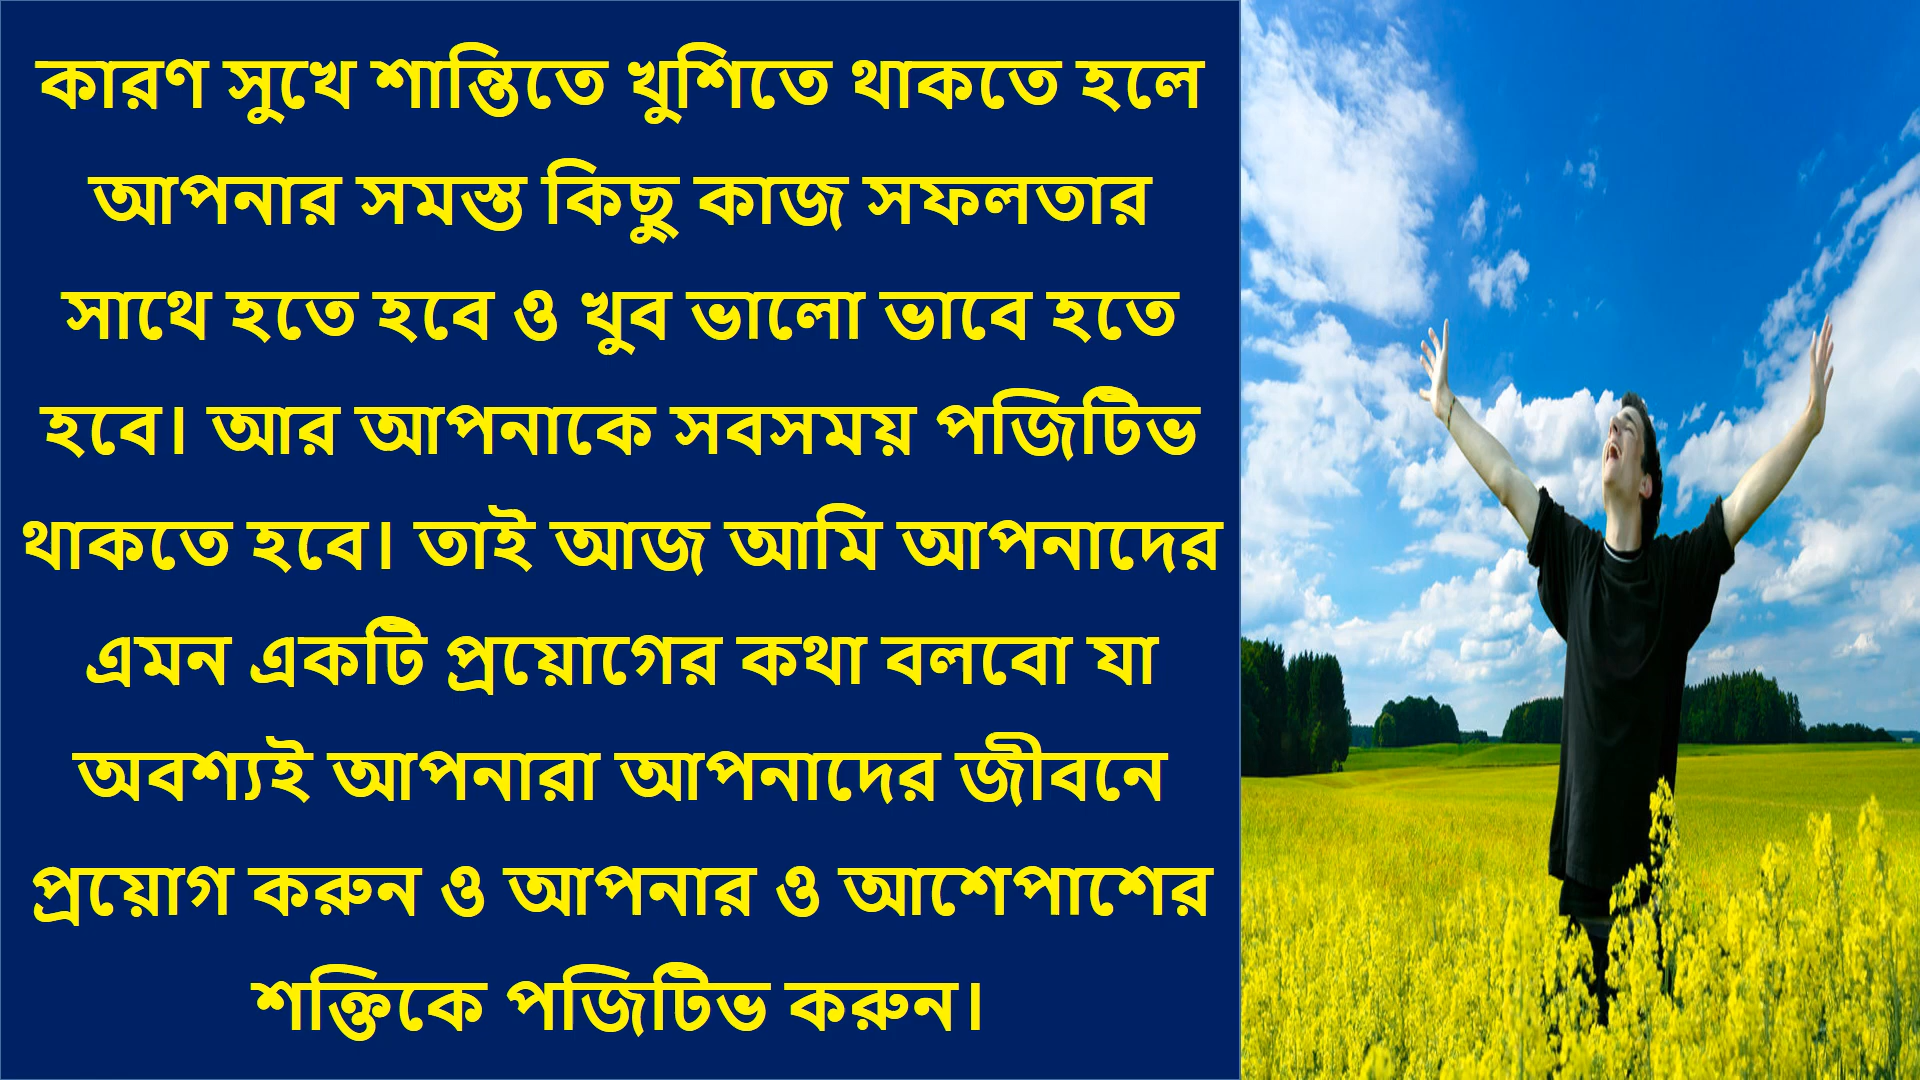 কারণ সুখে শান্তিতে খুশিতে থাকতে হলে
আপনার সমস্ত কিছু কাজ সফলতার
সাথে হতে হবে ও খুব ভালো ভাবে হতে
হবে। আর আপনাকে সবসময় পজিটিভ
থাকতে হবে। তাই আজ আমি আপনাদের
এমন একটি প্রয়োগের কথা বলবো যা
অবশ্যই আপনারা আপনাদের জীবনে
প্রয়োগ করুন ও আপনার ও আশেপাশের
শক্তিকে পজিটিভ করুন।